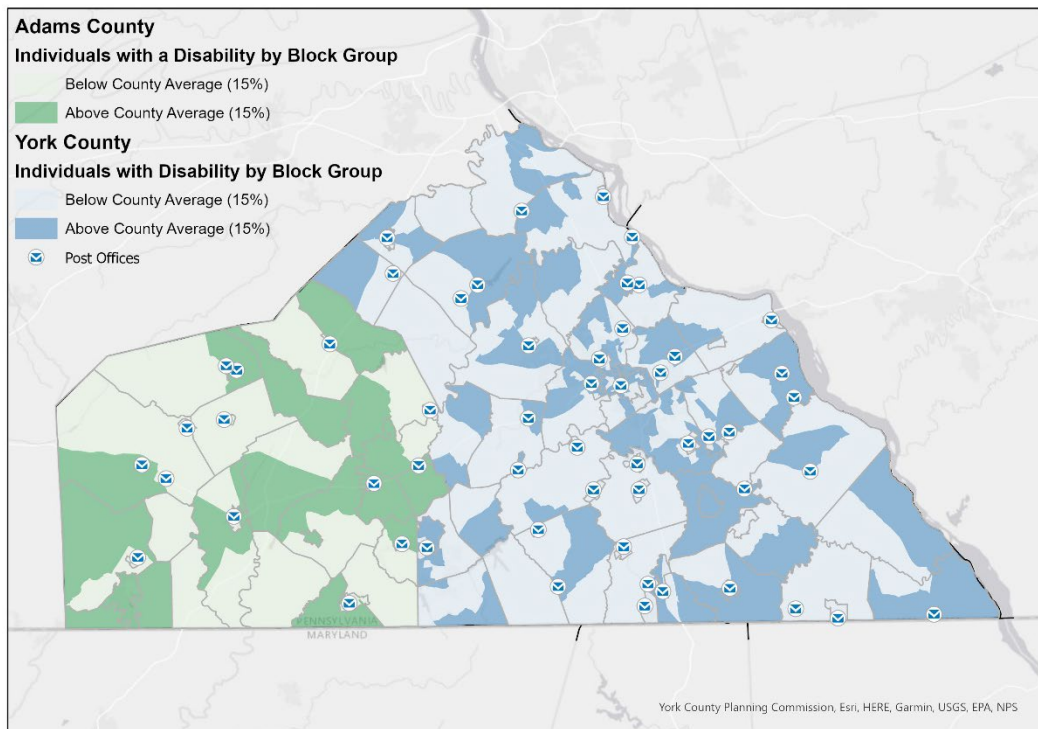 Adams County
Individuals with a Disability by Block Group
Below County Average (15%)
Above County Average (15%)
York County
Individuals with Disability by Block Group
Below County Average (15%)
Above County Average (15%)
Post Offices
PENNSYLVANIA
MARYLAND
York County Planning Commission, Esri, HERE, Garmin, USGS, EPA, NPS